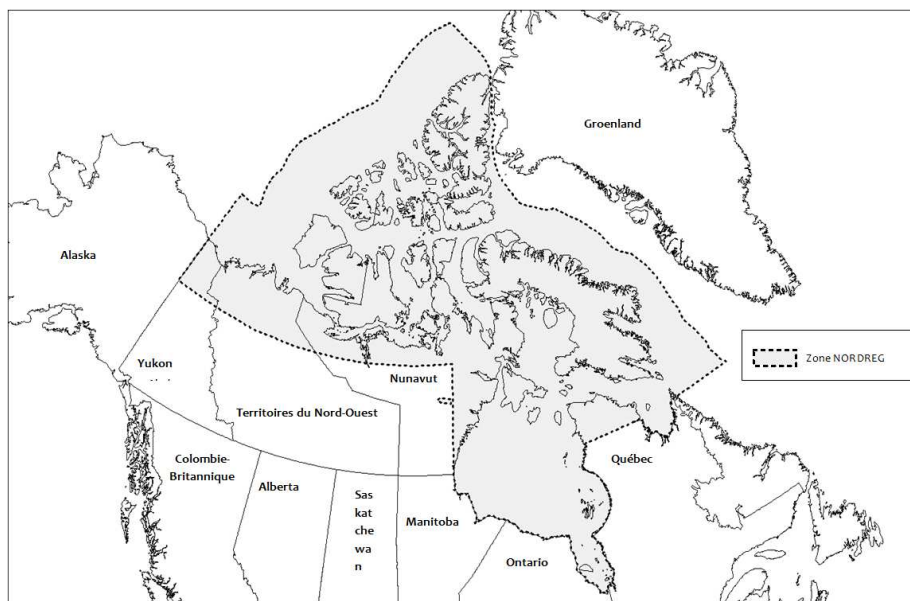 Groenland
Alaska
Zone NORDREG
Yukon
Nunavut
Territoires du Nord-Ouest
Québec
Colombie-
Britannique
Alberta
Sas
kat
che
wa
n
Manitoba
Ontario